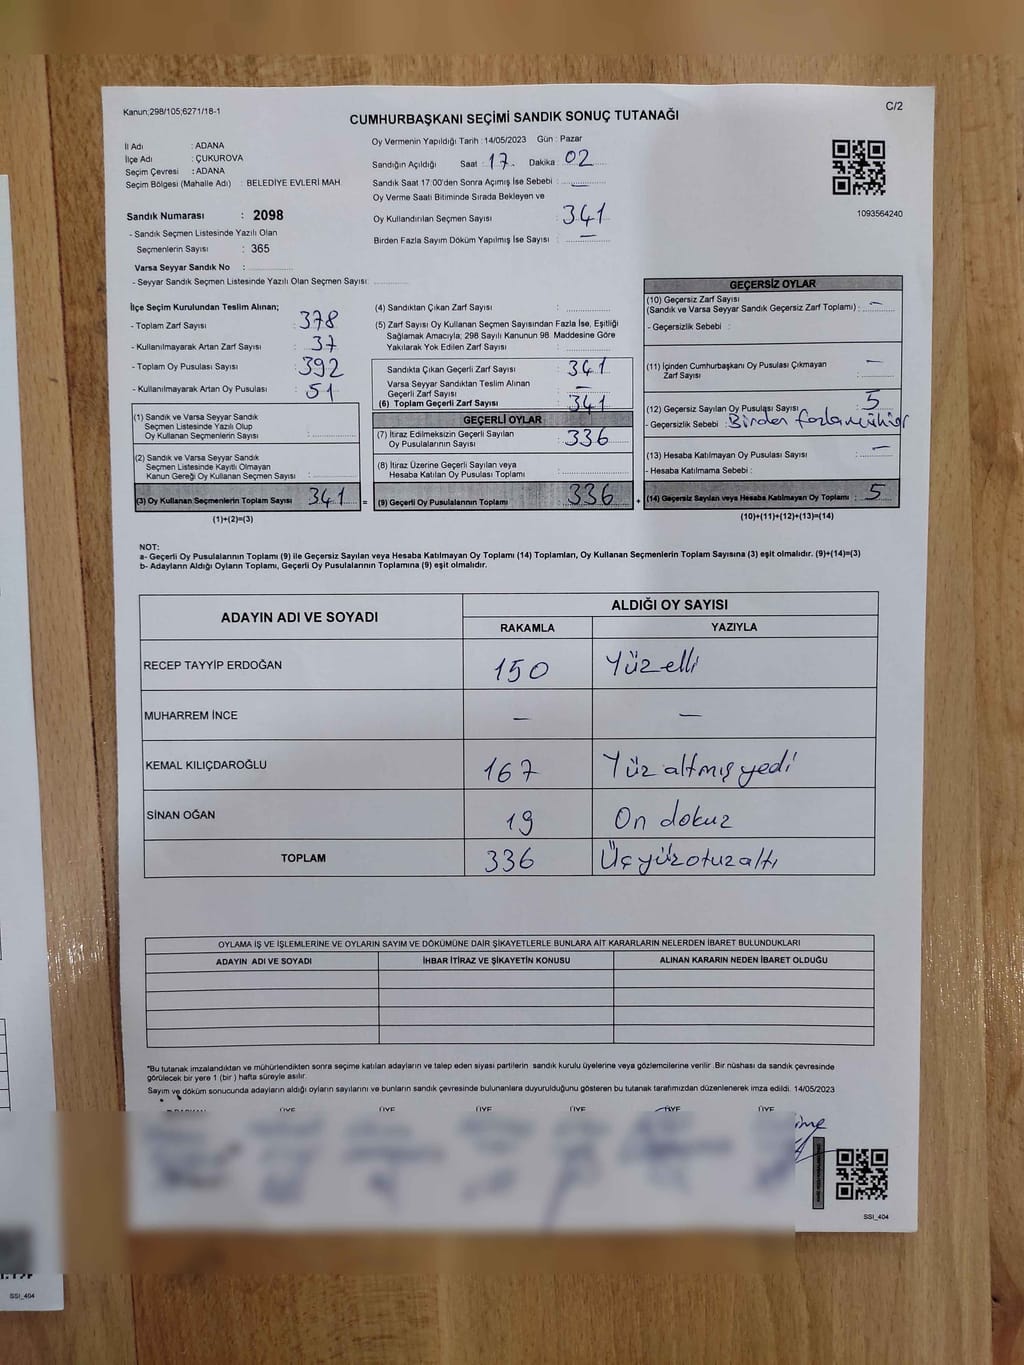 Kanun;298/105;6271/18-1
C/2
CUMHURBAŞKANI SEÇİMİ SANDIK SONUÇ TUTANAĞI
İl Adı : ADANA
İlçe Adı : ÇUKUROVA
Seçim Çevresi : ADANA
Seçim Bölgesi (Mahalle Adı) : BELEDİYE EVLERİ MAH.
Sandık Numarası : 2098
- Sandık Seçmen Listesinde Yazılı Olan
Seçmenlerin Sayısı : 365
Varsa Seyyar Sandık No :
- Seyyar Sandık Seçmen Listesinde Yazılı Olan Seçmen Sayısı:
Oy Vermenin Yapıldığı Tarih : 14/05/2023 Gün : Pazar
Sandığın Açıldığı Saat : 17. Dakika : 02
Sandık Saat 17:00'den Sonra Açımış İse Sebebi : —
Oy Verme Saati Bitiminde Sırada Bekleyen ve
Oy Kullandırılan Seçmen Sayısı : 341
Birden Fazla Sayım Döküm Yapılmış İse Sayısı : —
1093564240
İlçe Seçim Kurulundan Teslim Alınan;
- Toplam Zarf Sayısı : 378
- Kullanılmayarak Artan Zarf Sayısı : 37
- Toplam Oy Pusulası Sayısı : 392
- Kullanılmayarak Artan Oy Pusulası : 51
(1) Sandık ve Varsa Seyyar Sandık
Seçmen Listesinde Yazılı Olup
Oy Kullanan Seçmenlerin Sayısı :
(2) Sandık ve Varsa Seyyar Sandık
Seçmen Listesinde Kayıtlı Olmayan
Kanun Gereği Oy Kullanan Seçmen Sayısı :
(3) Oy Kullanan Seçmenlerin Toplam Sayısı : 341 =
(1)+(2)=(3)
(4) Sandıktan Çıkan Zarf Sayısı :
(5) Zarf Sayısı Oy Kullanan Seçmen Sayısından Fazla İse, Eşitliği
Sağlamak Amacıyla; 298 Sayılı Kanunun 98. Maddesine Göre
Yakılarak Yok Edilen Zarf Sayısı :
Sandıkta Çıkan Geçerli Zarf Sayısı : 341
Varsa Seyyar Sandıktan Teslim Alınan
Geçerli Zarf Sayısı : —
(6) Toplam Geçerli Zarf Sayısı : 341
GEÇERLİ OYLAR
(7) İtiraz Edilmeksizin Geçerli Sayılan
Oy Pusulalarının Sayısı : 336
(8) İtiraz Üzerine Geçerli Sayılan veya
Hesaba Katılan Oy Pusulası Toplamı :
(9) Geçerli Oy Pusulalarının Toplamı : 336 +
GEÇERSİZ OYLAR
(10) Geçersiz Zarf Sayısı
(Sandık ve Varsa Seyyar Sandık Geçersiz Zarf Toplamı) : —
- Geçersizlik Sebebi :
(11) İçinden Cumhurbaşkanı Oy Pusulası Çıkmayan
Zarf Sayısı : —
(12) Geçersiz Sayılan Oy Pusulası Sayısı : 5
- Geçersizlik Sebebi : Birden fazla mühür
(13) Hesaba Katılmayan Oy Pusulası Sayısı : —
- Hesaba Katılmama Sebebi :
(14) Geçersiz Sayılan veya Hesaba Katılmayan Oy Toplamı : 5
(10)+(11)+(12)+(13)=(14)
NOT:
a- Geçerli Oy Pusulalarının Toplamı (9) ile Geçersiz Sayılan veya Hesaba Katılmayan Oy Toplamı (14) Toplamları, Oy Kullanan Seçmenlerin Toplam Sayısına (3) eşit olmalıdır. (9)+(14)=(3)
b- Adayların Aldığı Oyların Toplamı, Geçerli Oy Pusulalarının Toplamına (9) eşit olmalıdır.
ADAYIN ADI VE SOYADI
ALDIĞI OY SAYISI
RAKAMLA YAZIYLA
RECEP TAYYİP ERDOĞAN 150 Yüz elli
MUHARREM İNCE — —
KEMAL KILIÇDAROĞLU 167 Yüz altmış yedi
SİNAN OĞAN 19 On dokuz
TOPLAM 336 Üç yüz otuz altı
OYLAMA İŞ VE İŞLEMLERİNE VE OYLARIN SAYIM VE DÖKÜMÜNE DAİR ŞİKAYETLERLE BUNLARA AİT KARARLARIN NELERDEN İBARET BULUNDUKLARI
ADAYIN ADI VE SOYADI İHBAR İTİRAZ VE ŞİKAYETİN KONUSU ALINAN KARARIN NEDEN İBARET OLDUĞU
*Bu tutanak imzalandıktan ve mühürlendikten sonra seçime katılan adayların ve talep eden siyasi partilerin sandık kurulu üyelerine veya gözlemcilerine verilir. Bir nüshası da sandık çevresinde
görülecek bir yere 1 (bir) hafta süreyle asılır.
Sayım ve döküm sonucunda adayların aldığı oyların sayılarını ve bunların sandık çevresinde bulunanlara duyurulduğunu gösteren bu tutanak tarafımızdan düzenlenerek imza edildi. 14/05/2023
ÜYE ÜYE ÜYE ÜYE ÜYE ÜYE
SSI_404
SSI_404